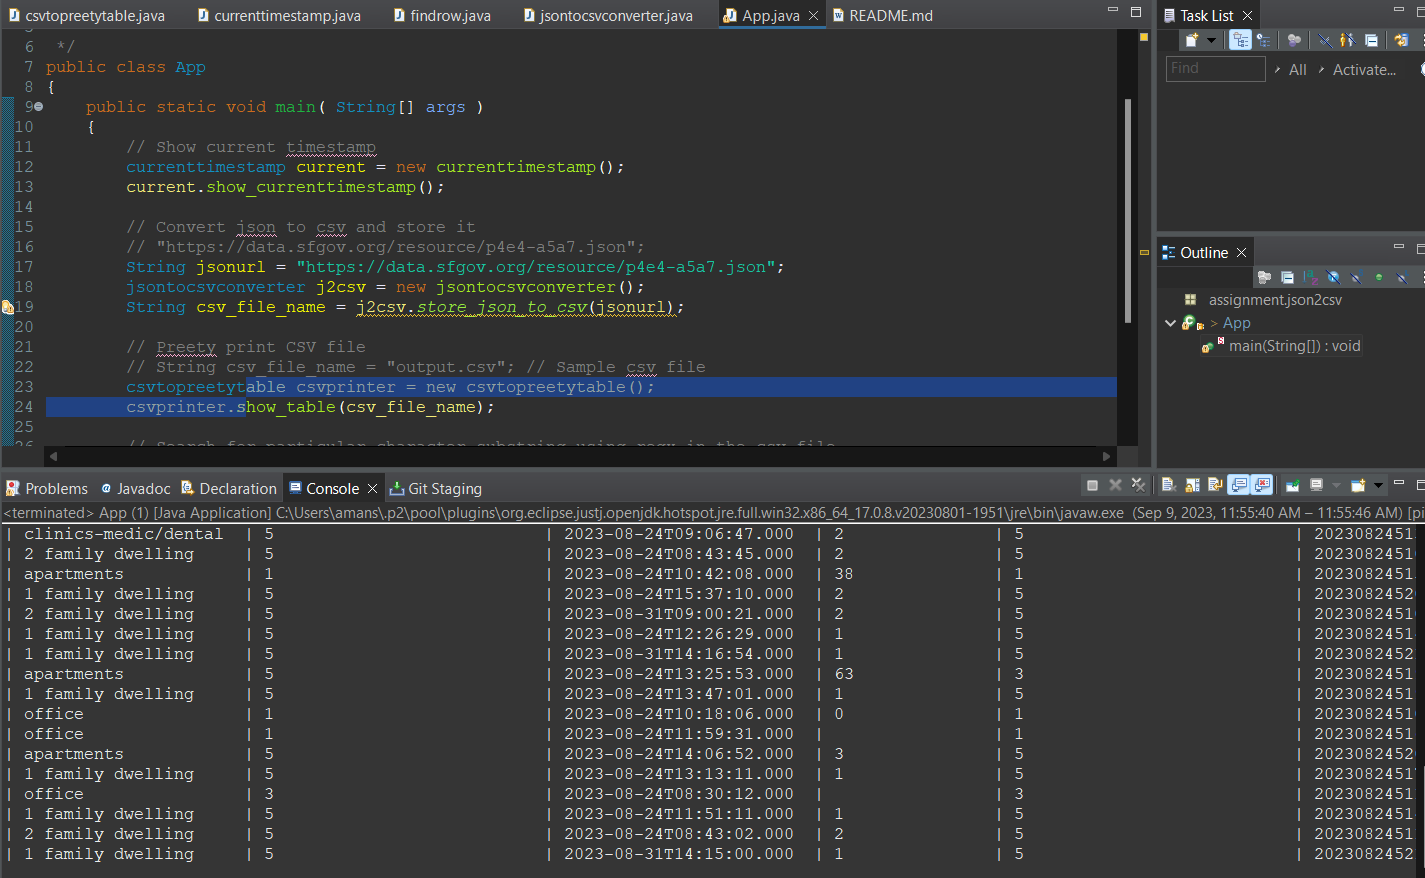 csvtopreetytable.java
currenttimestamp.java
findrow.java
jsontocsvconverter.java
App.java
README.md
6 */
7 public class App
8 {
9 public static void main( String[] args )
10 {
11 // Show current timestamp
12 currenttimestamp current = new currenttimestamp();
13 current.show_currenttimestamp();
14
15 // Convert json to csv and store it
16 // "https://data.sfgov.org/resource/p4e4-a5a7.json";
17 String jsonurl = "https://data.sfgov.org/resource/p4e4-a5a7.json";
18 jsontocsvconverter j2csv = new jsontocsvconverter();
19 String csv_file_name = j2csv.store_json_to_csv(jsonurl);
20
21 // Preety print CSV file
22 // String csv_file_name = "output.csv"; // Sample csv file
23 csvtopreetytable csvprinter = new csvtopreetytable();
24 csvprinter.show_table(csv_file_name);
25
Task List
Find
All
Activate...
Outline
assignment.json2csv
> App
main(String[]) : void
Problems
@ Javadoc
Declaration
Console
Git Staging
<terminated> App (1) [Java Application] C:\Users\amans\.p2\pool\plugins\org.eclipse.justj.openjdk.hotspot.jre.full.win32.x86_64_17.0.8.v20230801-1951\jre\bin\javaw.exe (Sep 9, 2023, 11:55:40 AM – 11:55:46 AM) [pi
| clinics-medic/dental | 5 | 2023-08-24T09:06:47.000 | 2 | 5 | 2023082451
| 2 family dwelling | 5 | 2023-08-24T08:43:45.000 | 2 | 5 | 2023082451
| apartments | 1 | 2023-08-24T10:42:08.000 | 38 | 1 | 2023082451
| 1 family dwelling | 5 | 2023-08-24T15:37:10.000 | 2 | 5 | 2023082452
| 2 family dwelling | 5 | 2023-08-31T09:00:21.000 | 2 | 5 | 2023082451
| 1 family dwelling | 5 | 2023-08-24T12:26:29.000 | 1 | 5 | 2023082451
| 1 family dwelling | 5 | 2023-08-31T14:16:54.000 | 1 | 5 | 2023082452
| apartments | 5 | 2023-08-24T13:25:53.000 | 63 | 3 | 2023082451
| 1 family dwelling | 5 | 2023-08-24T13:47:01.000 | 1 | 5 | 2023082451
| office | 1 | 2023-08-24T10:18:06.000 | 0 | 1 | 2023082451
| office | 1 | 2023-08-24T11:59:31.000 | | 1 | 2023082451
| apartments | 5 | 2023-08-24T14:06:52.000 | 3 | 5 | 2023082452
| 1 family dwelling | 5 | 2023-08-24T13:13:11.000 | 1 | 5 | 2023082451
| office | 3 | 2023-08-24T08:30:12.000 | | 3 | 2023082451
| 1 family dwelling | 5 | 2023-08-24T11:51:11.000 | 1 | 5 | 2023082451
| 2 family dwelling | 5 | 2023-08-24T08:43:02.000 | 2 | 5 | 2023082451
| 1 family dwelling | 5 | 2023-08-31T14:15:00.000 | 1 | 5 | 2023082452